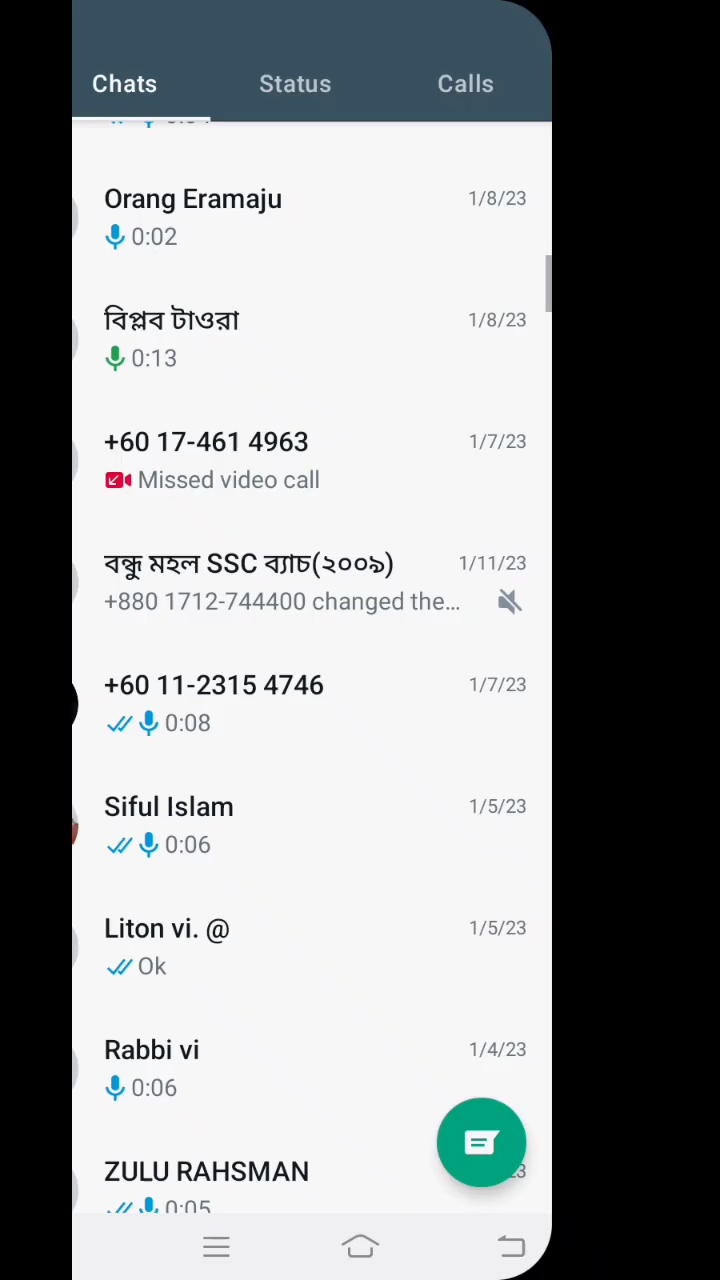 Chats
Status
Calls
Orang Eramaju
1/8/23
0:02
বিপ্লব টাওরা
1/8/23
0:13
+60 17-461 4963
1/7/23
Missed video call
বন্ধু মহল SSC ব্যাচ(২০০৯)
1/11/23
+880 1712-744400 changed the…
+60 11-2315 4746
1/7/23
0:08
Siful Islam
1/5/23
0:06
Liton vi. @
1/5/23
Ok
Rabbi vi
1/4/23
0:06
ZULU RAHSMAN
0:05